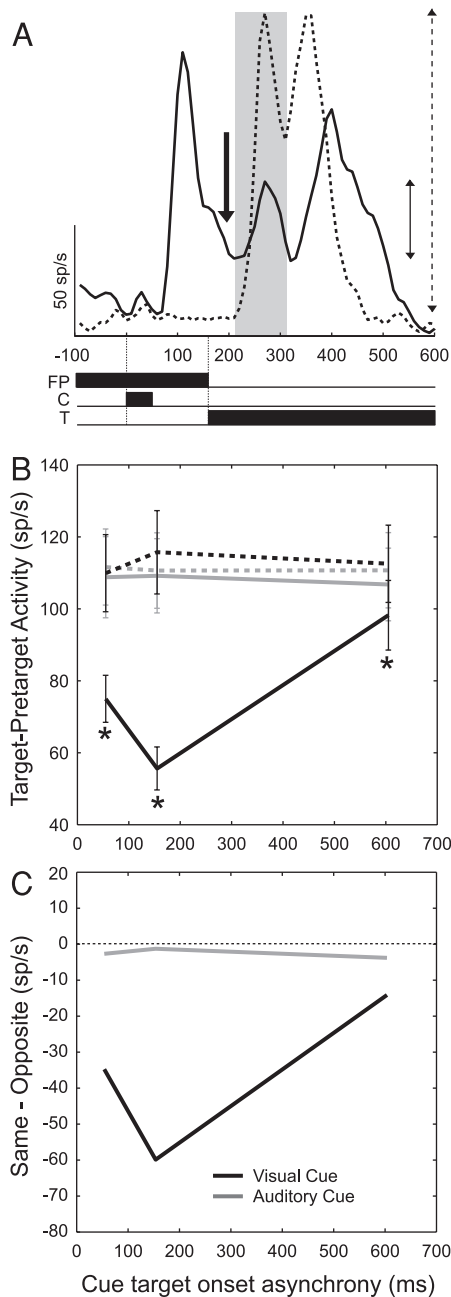 A
50 sp/s
-100 100 200 300 400 500 600
FP
C
T
B
Target-Pretarget Activity (sp/s)
140
120
100
80
60
40
* * *
0 100 200 300 400 500 600 700
C
Same - Opposite (sp/s)
20
10
0
-10
-20
-30
-40
-50
-60
-70
-80
Visual Cue
Auditory Cue
0 100 200 300 400 500 600 700
Cue target onset asynchrony (ms)